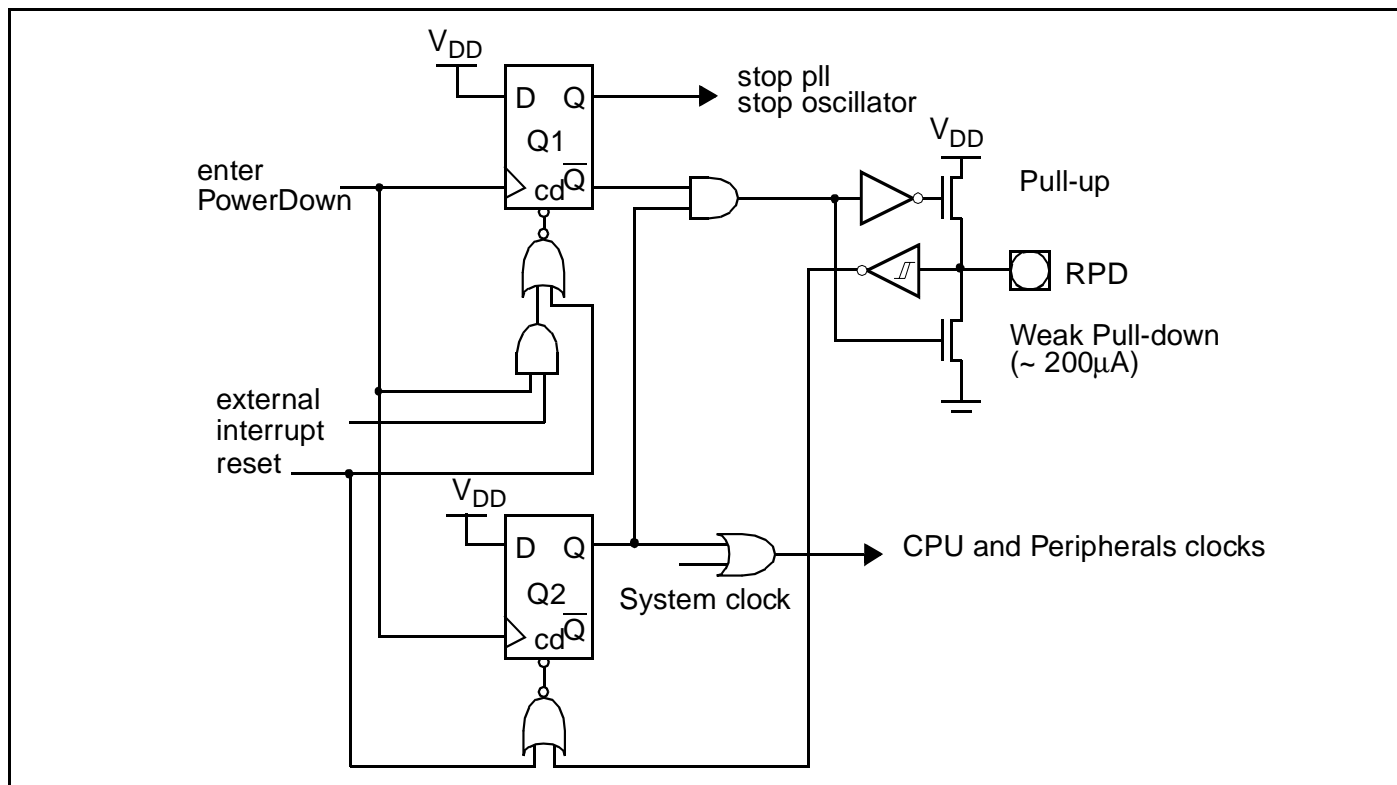 VDD
D Q
Q1
cd Q̅
stop pll
stop oscillator
enter
PowerDown
VDD
Pull-up
RPD
Weak Pull-down
(~ 200μA)
external
interrupt
reset
VDD
D Q
Q2
cd Q̅
System clock
CPU and Peripherals clocks